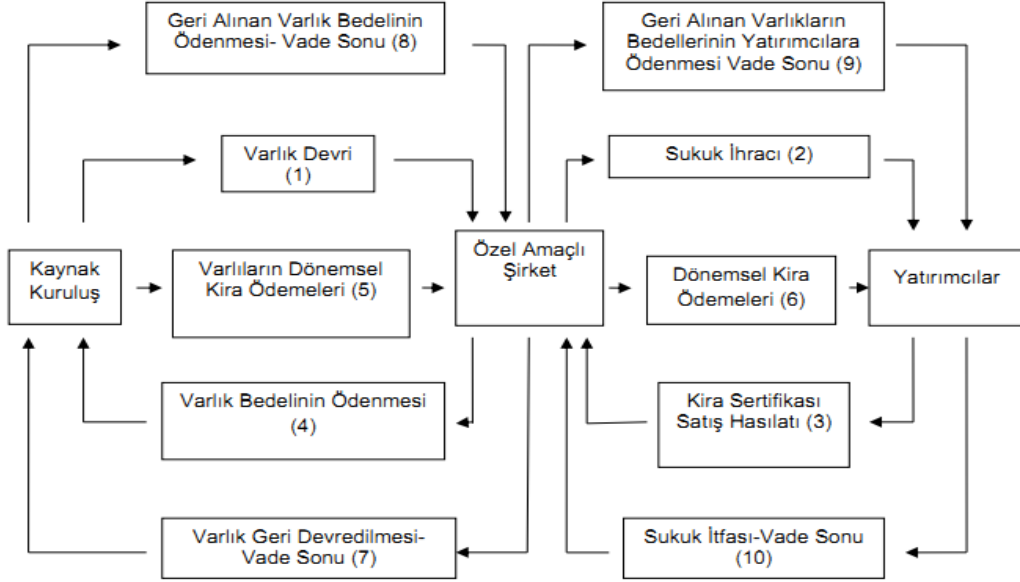 Geri Alınan Varlık Bedelinin
Ödenmesi- Vade Sonu (8)
Geri Alınan Varlıkların
Bedellerinin Yatırımcılara
Ödenmesi Vade Sonu (9)
Varlık Devri
(1)
Sukuk İhracı (2)
Kaynak
Kuruluş
Varlıların Dönemsel
Kira Ödemeleri (5)
Özel Amaçlı
Şirket
Dönemsel Kira
Ödemeleri (6)
Yatırımcılar
Varlık Bedelinin Ödenmesi
(4)
Kira Sertifikası
Satış Hasılatı (3)
Varlık Geri Devredilmesi-
Vade Sonu (7)
Sukuk İtfası-Vade Sonu
(10)